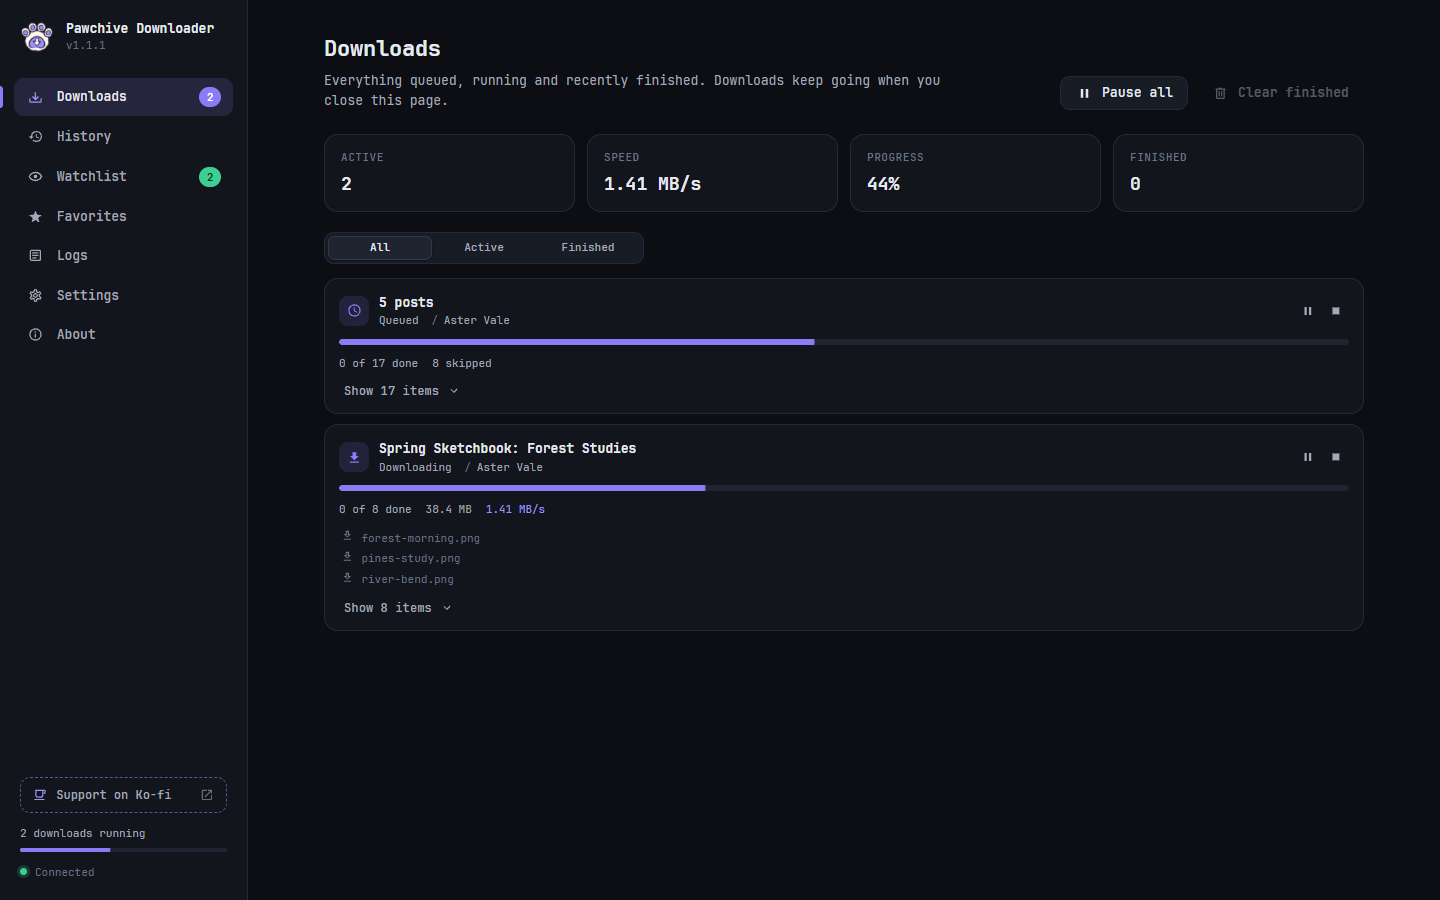 Pawchive Downloader
v1.1.1
Downloads 2
History
Watchlist 2
Favorites
Logs
Settings
About
Support on Ko-fi
2 downloads running
Connected
Downloads
Everything queued, running and recently finished. Downloads keep going when you
close this page.
Pause all
Clear finished
ACTIVE
2
SPEED
1.41 MB/s
PROGRESS
44%
FINISHED
0
All Active Finished
5 posts
Queued / Aster Vale
0 of 17 done 8 skipped
Show 17 items
Spring Sketchbook: Forest Studies
Downloading / Aster Vale
0 of 8 done 38.4 MB 1.41 MB/s
forest-morning.png
pines-study.png
river-bend.png
Show 8 items